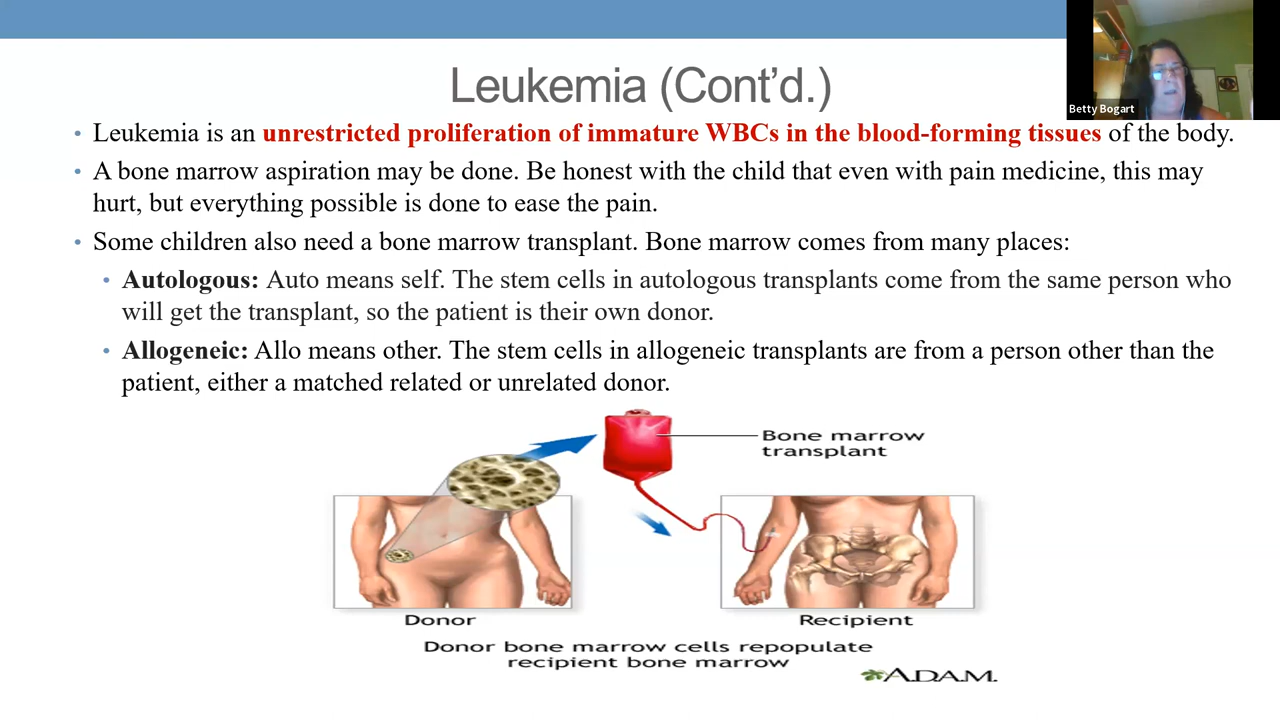 Leukemia (Cont’d.)
Betty Bogart
• Leukemia is an unrestricted proliferation of immature WBCs in the blood-forming tissues of the body.
• A bone marrow aspiration may be done. Be honest with the child that even with pain medicine, this may
hurt, but everything possible is done to ease the pain.
• Some children also need a bone marrow transplant. Bone marrow comes from many places:
• Autologous: Auto means self. The stem cells in autologous transplants come from the same person who
will get the transplant, so the patient is their own donor.
• Allogeneic: Allo means other. The stem cells in allogeneic transplants are from a person other than the
patient, either a matched related or unrelated donor.
Bone marrow
transplant
Donor
Recipient
Donor bone marrow cells repopulate
recipient bone marrow
A.D.A.M.